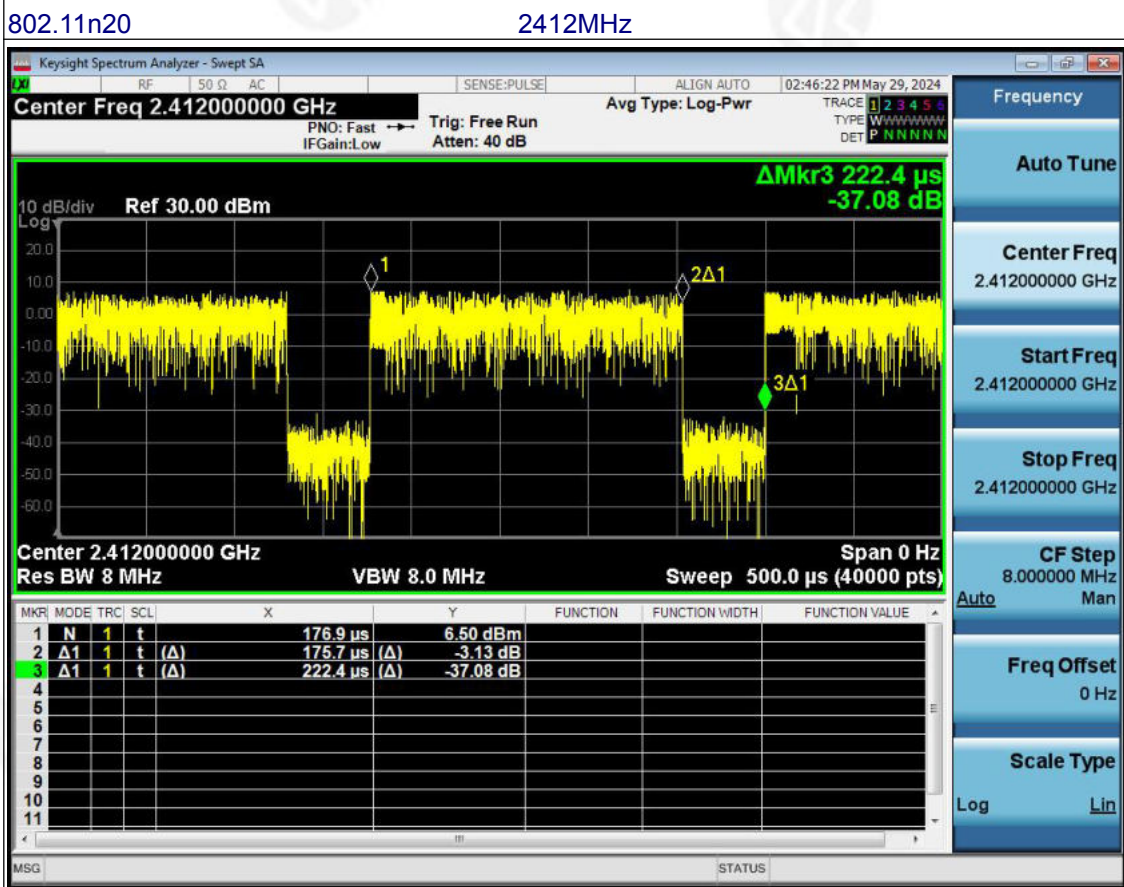 802.11n20 2412MHz
Keysight Spectrum Analyzer - Swept SA
LXI RF 50 Ω AC SENSE:PULSE ALIGN AUTO 02:46:22 PM May 29, 2024
Center Freq 2.412000000 GHz
PNO: Fast
IFGain:Low
Trig: Free Run
Atten: 40 dB
Avg Type: Log-Pwr
TRACE 1 2 3 4 5 6
TYPE WWWWWW
DET P N N N N N
ΔMkr3 222.4 µs
-37.08 dB
10 dB/div Ref 30.00 dBm
Log
20.0
10.0
0.00
-10.0
-20.0
-30.0
-40.0
-50.0
-60.0
1
2Δ1
3Δ1
Center 2.412000000 GHz Span 0 Hz
Res BW 8 MHz VBW 8.0 MHz Sweep 500.0 µs (40000 pts)
MKR MODE TRC SCL X Y FUNCTION FUNCTION WIDTH FUNCTION VALUE
1 N 1 t 176.9 µs 6.50 dBm
2 Δ1 1 t (Δ) 175.7 µs (Δ) -3.13 dB
3 Δ1 1 t (Δ) 222.4 µs (Δ) -37.08 dB
4
5
6
7
8
9
10
11
MSG STATUS
Frequency
Auto Tune
Center Freq
2.412000000 GHz
Start Freq
2.412000000 GHz
Stop Freq
2.412000000 GHz
CF Step
8.000000 MHz
Auto Man
Freq Offset
0 Hz
Scale Type
Log Lin